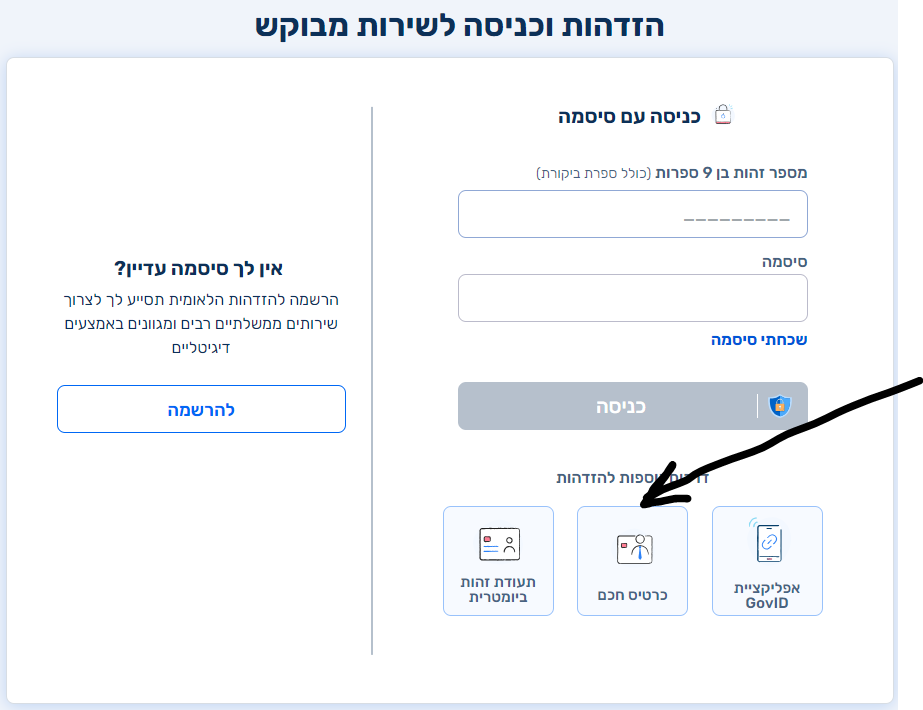 הזדהות וכניסה לשירות מבוקש
כניסה עם סיסמה
מספר זהות בן 9 ספרות (כולל ספרת ביקורת)
_________
סיסמה
שכחתי סיסמה
כניסה
להזדהות
אפליקציית
GovID
כרטיס חכם
תעודת זהות
ביומטרית
אין לך סיסמה עדיין?
הרשמה להזדהות הלאומית תסייע לך לצרוך
שירותים ממשלתיים רבים ומגוונים באמצעים
דיגיטליים
להרשמה